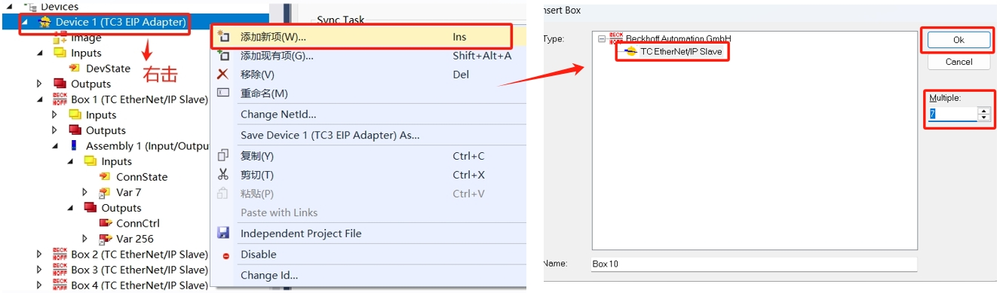 Devices
Device 1 (TC3 EIP Adapter)
Image
Inputs
DevState
Outputs
Box 1 (TC EtherNet/IP Slave)
Inputs
Outputs
Assembly 1 (Input/Outpu
Inputs
ConnState
Var 7
Outputs
ConnCtrl
Var 256
BECK HOFF Box 2 (TC EtherNet/IP Slave)
BECK HOFF Box 3 (TC EtherNet/IP Slave)
BECK HOFF Box 4 (TC EtherNet/IP Slave)
右击
Sync Task
添加新项(W)... Ins
添加现有项(G)... Shift+Alt+A
移除(V) Del
重命名(M)
Change NetId...
Save Device 1 (TC3 EIP Adapter) As...
复制(Y) Ctrl+C
剪切(T) Ctrl+X
粘贴(P) Ctrl+V
Paste with Links
Independent Project File
Disable
Change Id...
nsert Box
Type:
Beckhoff Automation GmbH
TC EtherNet/IP Slave
Ok
Cancel
Multiple:
7
Name: Box 10